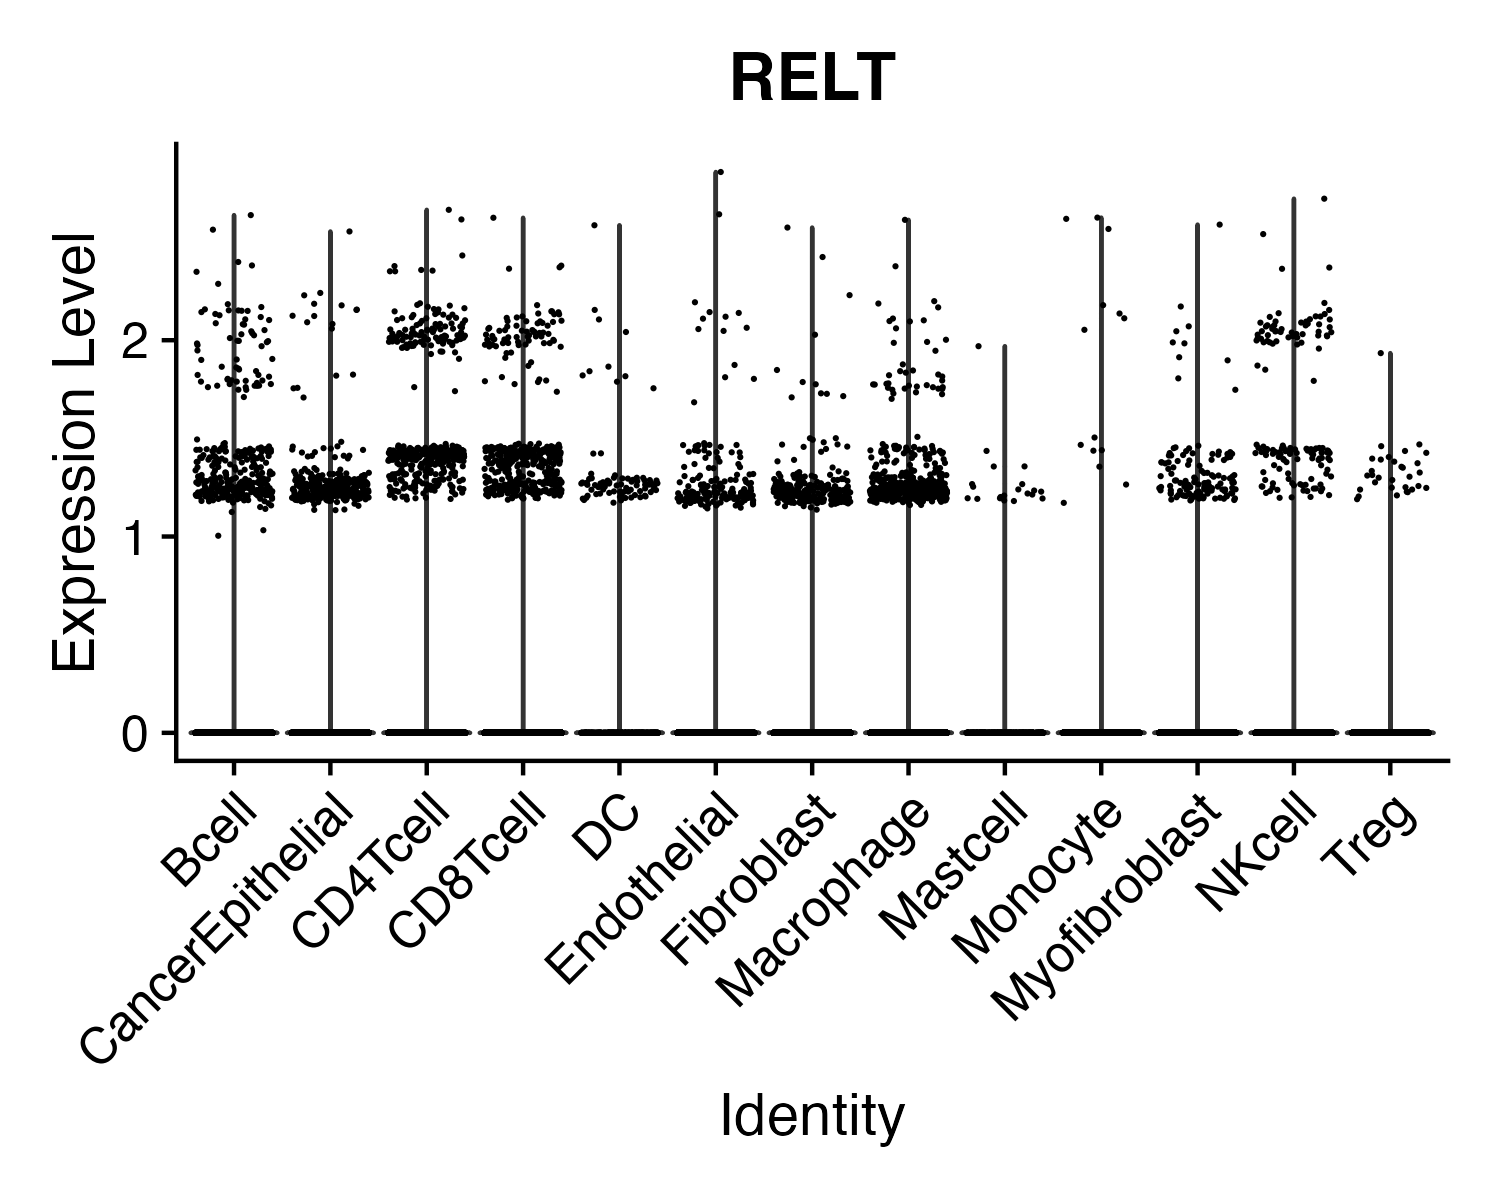 RELT
Expression Level
2
1
0
Bcell
CancerEpithelial
CD4Tcell
CD8Tcell
DC
Endothelial
Fibroblast
Macrophage
Mastcell
Monocyte
Myofibroblast
NKcell
Treg
Identity